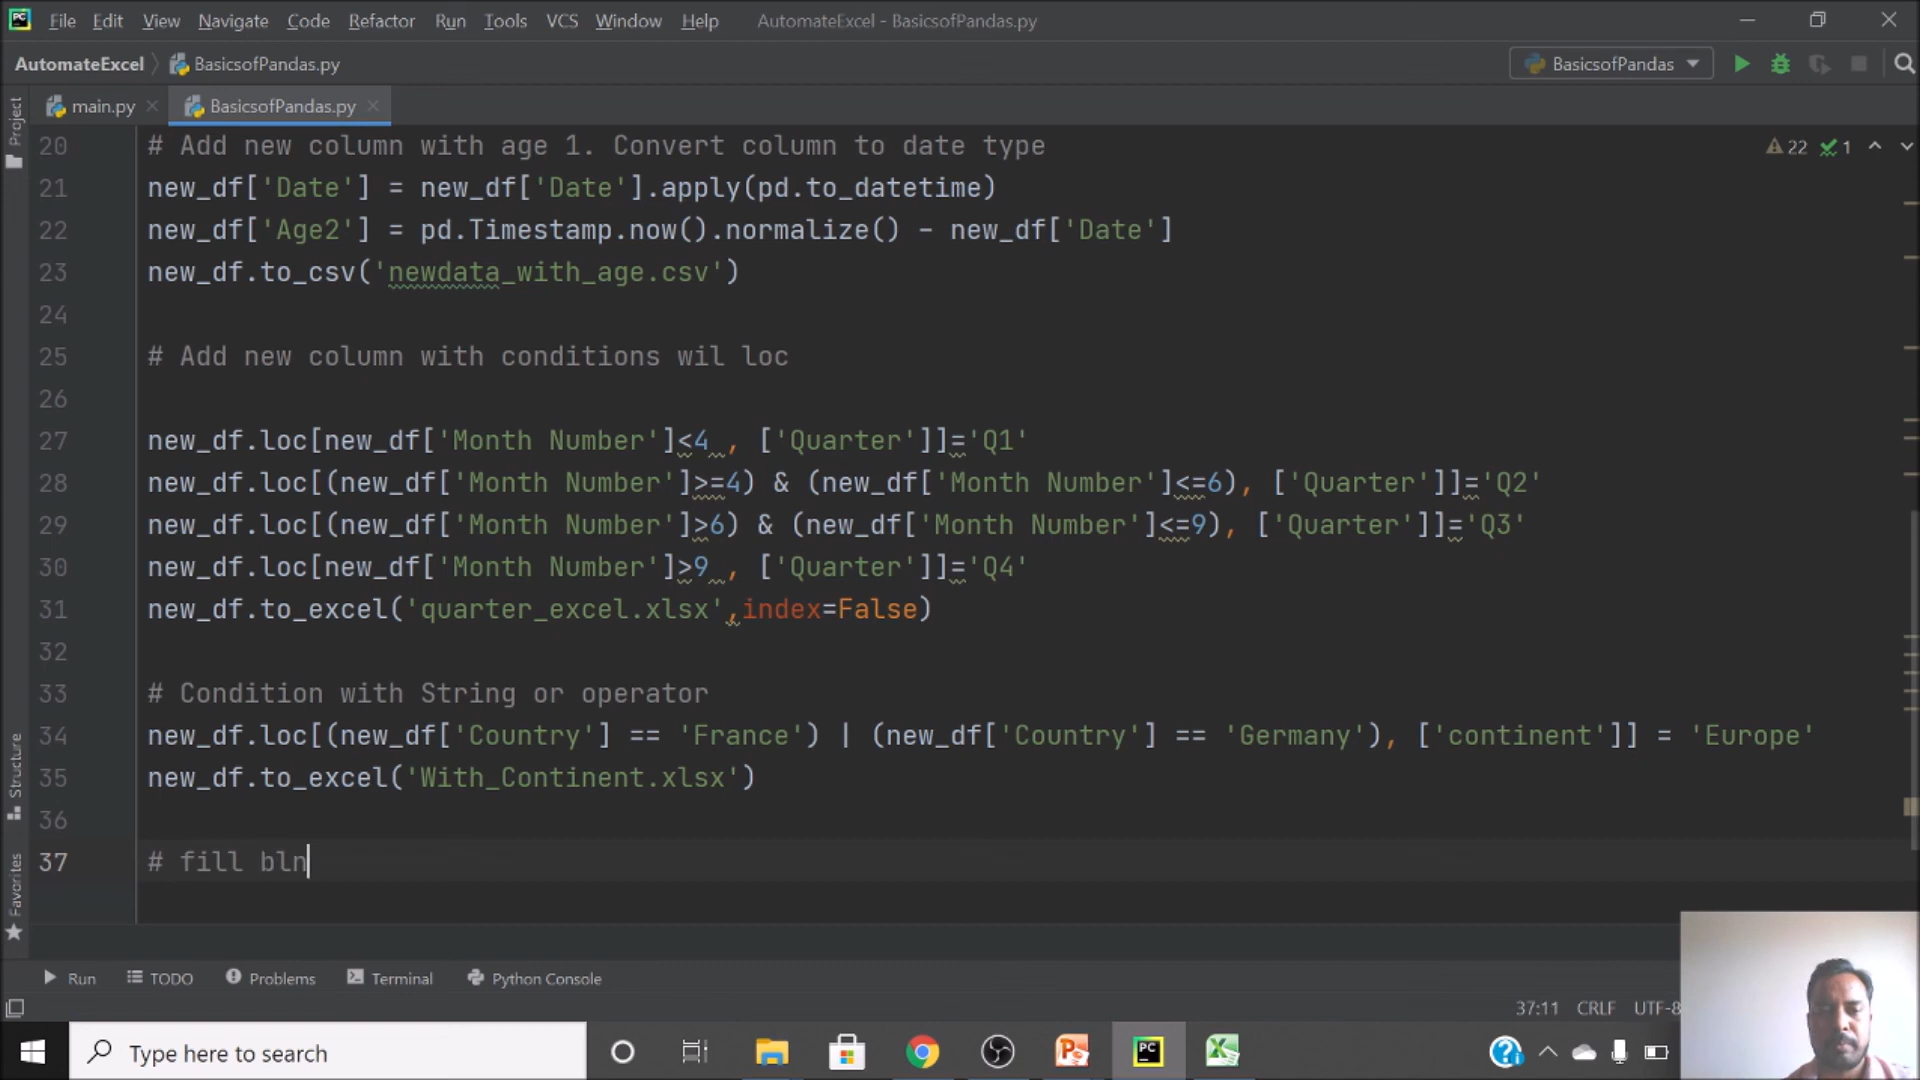 PC File Edit View Navigate Code Refactor Run Tools VCS Window Help AutomateExcel - BasicsofPandas.py
AutomateExcel BasicsofPandas.py BasicsofPandas
main.py BasicsofPandas.py
Project
20 # Add new column with age 1. Convert column to date type 22 1
21 new_df['Date'] = new_df['Date'].apply(pd.to_datetime)
22 new_df['Age2'] = pd.Timestamp.now().normalize() - new_df['Date']
23 new_df.to_csv('newdata_with_age.csv')
24
25 # Add new column with conditions wil loc
26
27 new_df.loc[new_df['Month Number']<4 , ['Quarter']]='Q1'
28 new_df.loc[(new_df['Month Number']>=4) & (new_df['Month Number']<=6), ['Quarter']]='Q2'
29 new_df.loc[(new_df['Month Number']>6) & (new_df['Month Number']<=9), ['Quarter']]='Q3'
30 new_df.loc[new_df['Month Number']>9 , ['Quarter']]='Q4'
31 new_df.to_excel('quarter_excel.xlsx',index=False)
32
33 # Condition with String or operator
34 new_df.loc[(new_df['Country'] == 'France') | (new_df['Country'] == 'Germany'), ['continent']] = 'Europe'
35 new_df.to_excel('With_Continent.xlsx')
36
37 # fill bln
Structure
Favorites
Run TODO Problems Terminal Python Console
37:11 CRLF UTF-8
Type here to search
PC